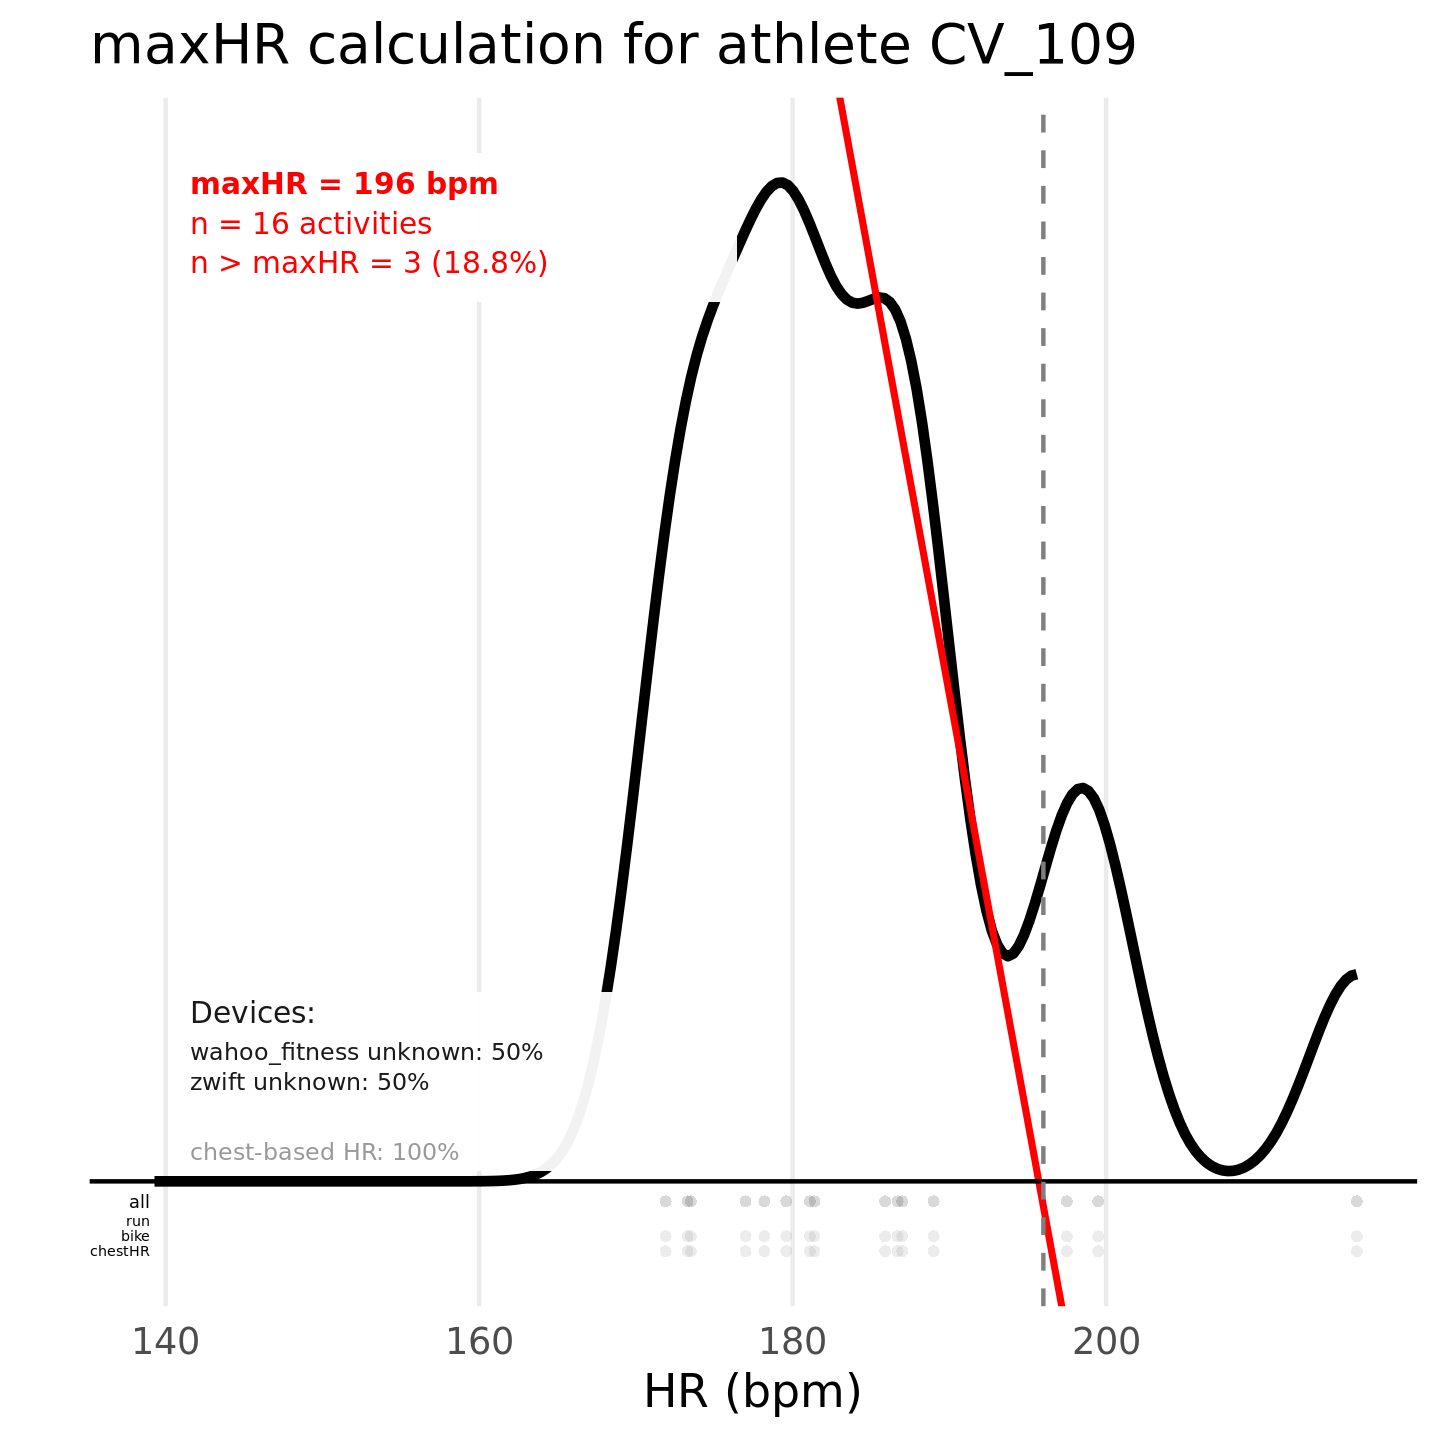 maxHR calculation for athlete CV_109
maxHR = 196 bpm
n = 16 activities
n > maxHR = 3 (18.8%)
Devices:
wahoo_fitness unknown: 50%
zwift unknown: 50%
chest-based HR: 100%
all
run
bike
chestHR
140 160 180 200
HR (bpm)